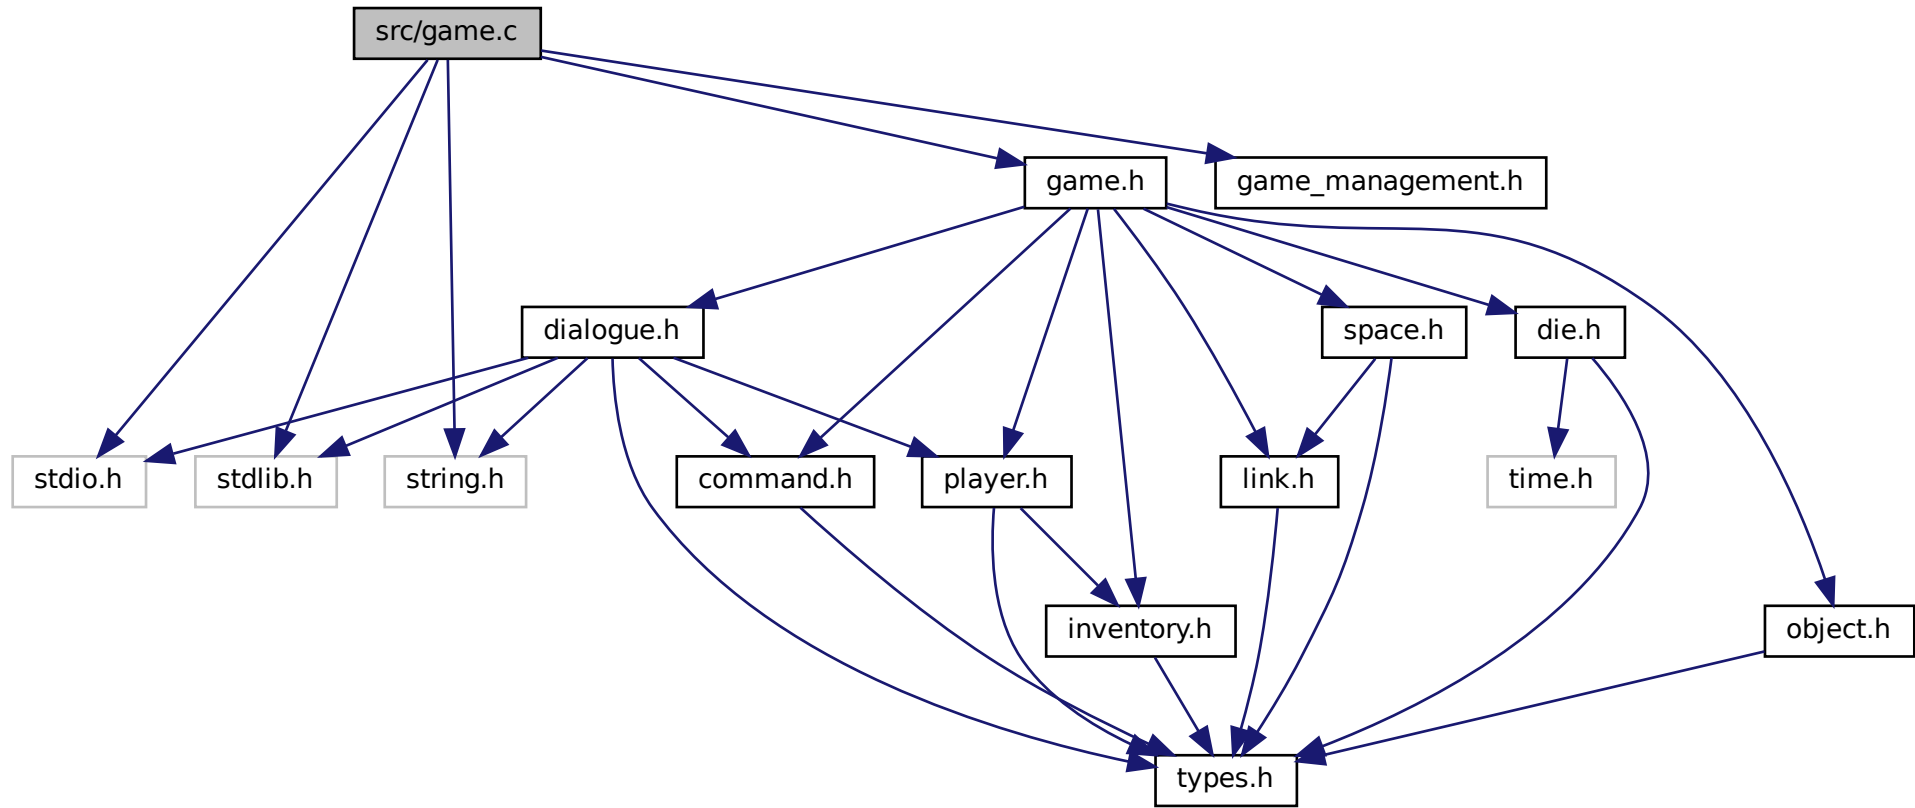 src/game.c
game.h
game_management.h
dialogue.h
space.h
die.h
stdio.h
stdlib.h
string.h
command.h
player.h
link.h
time.h
inventory.h
object.h
types.h